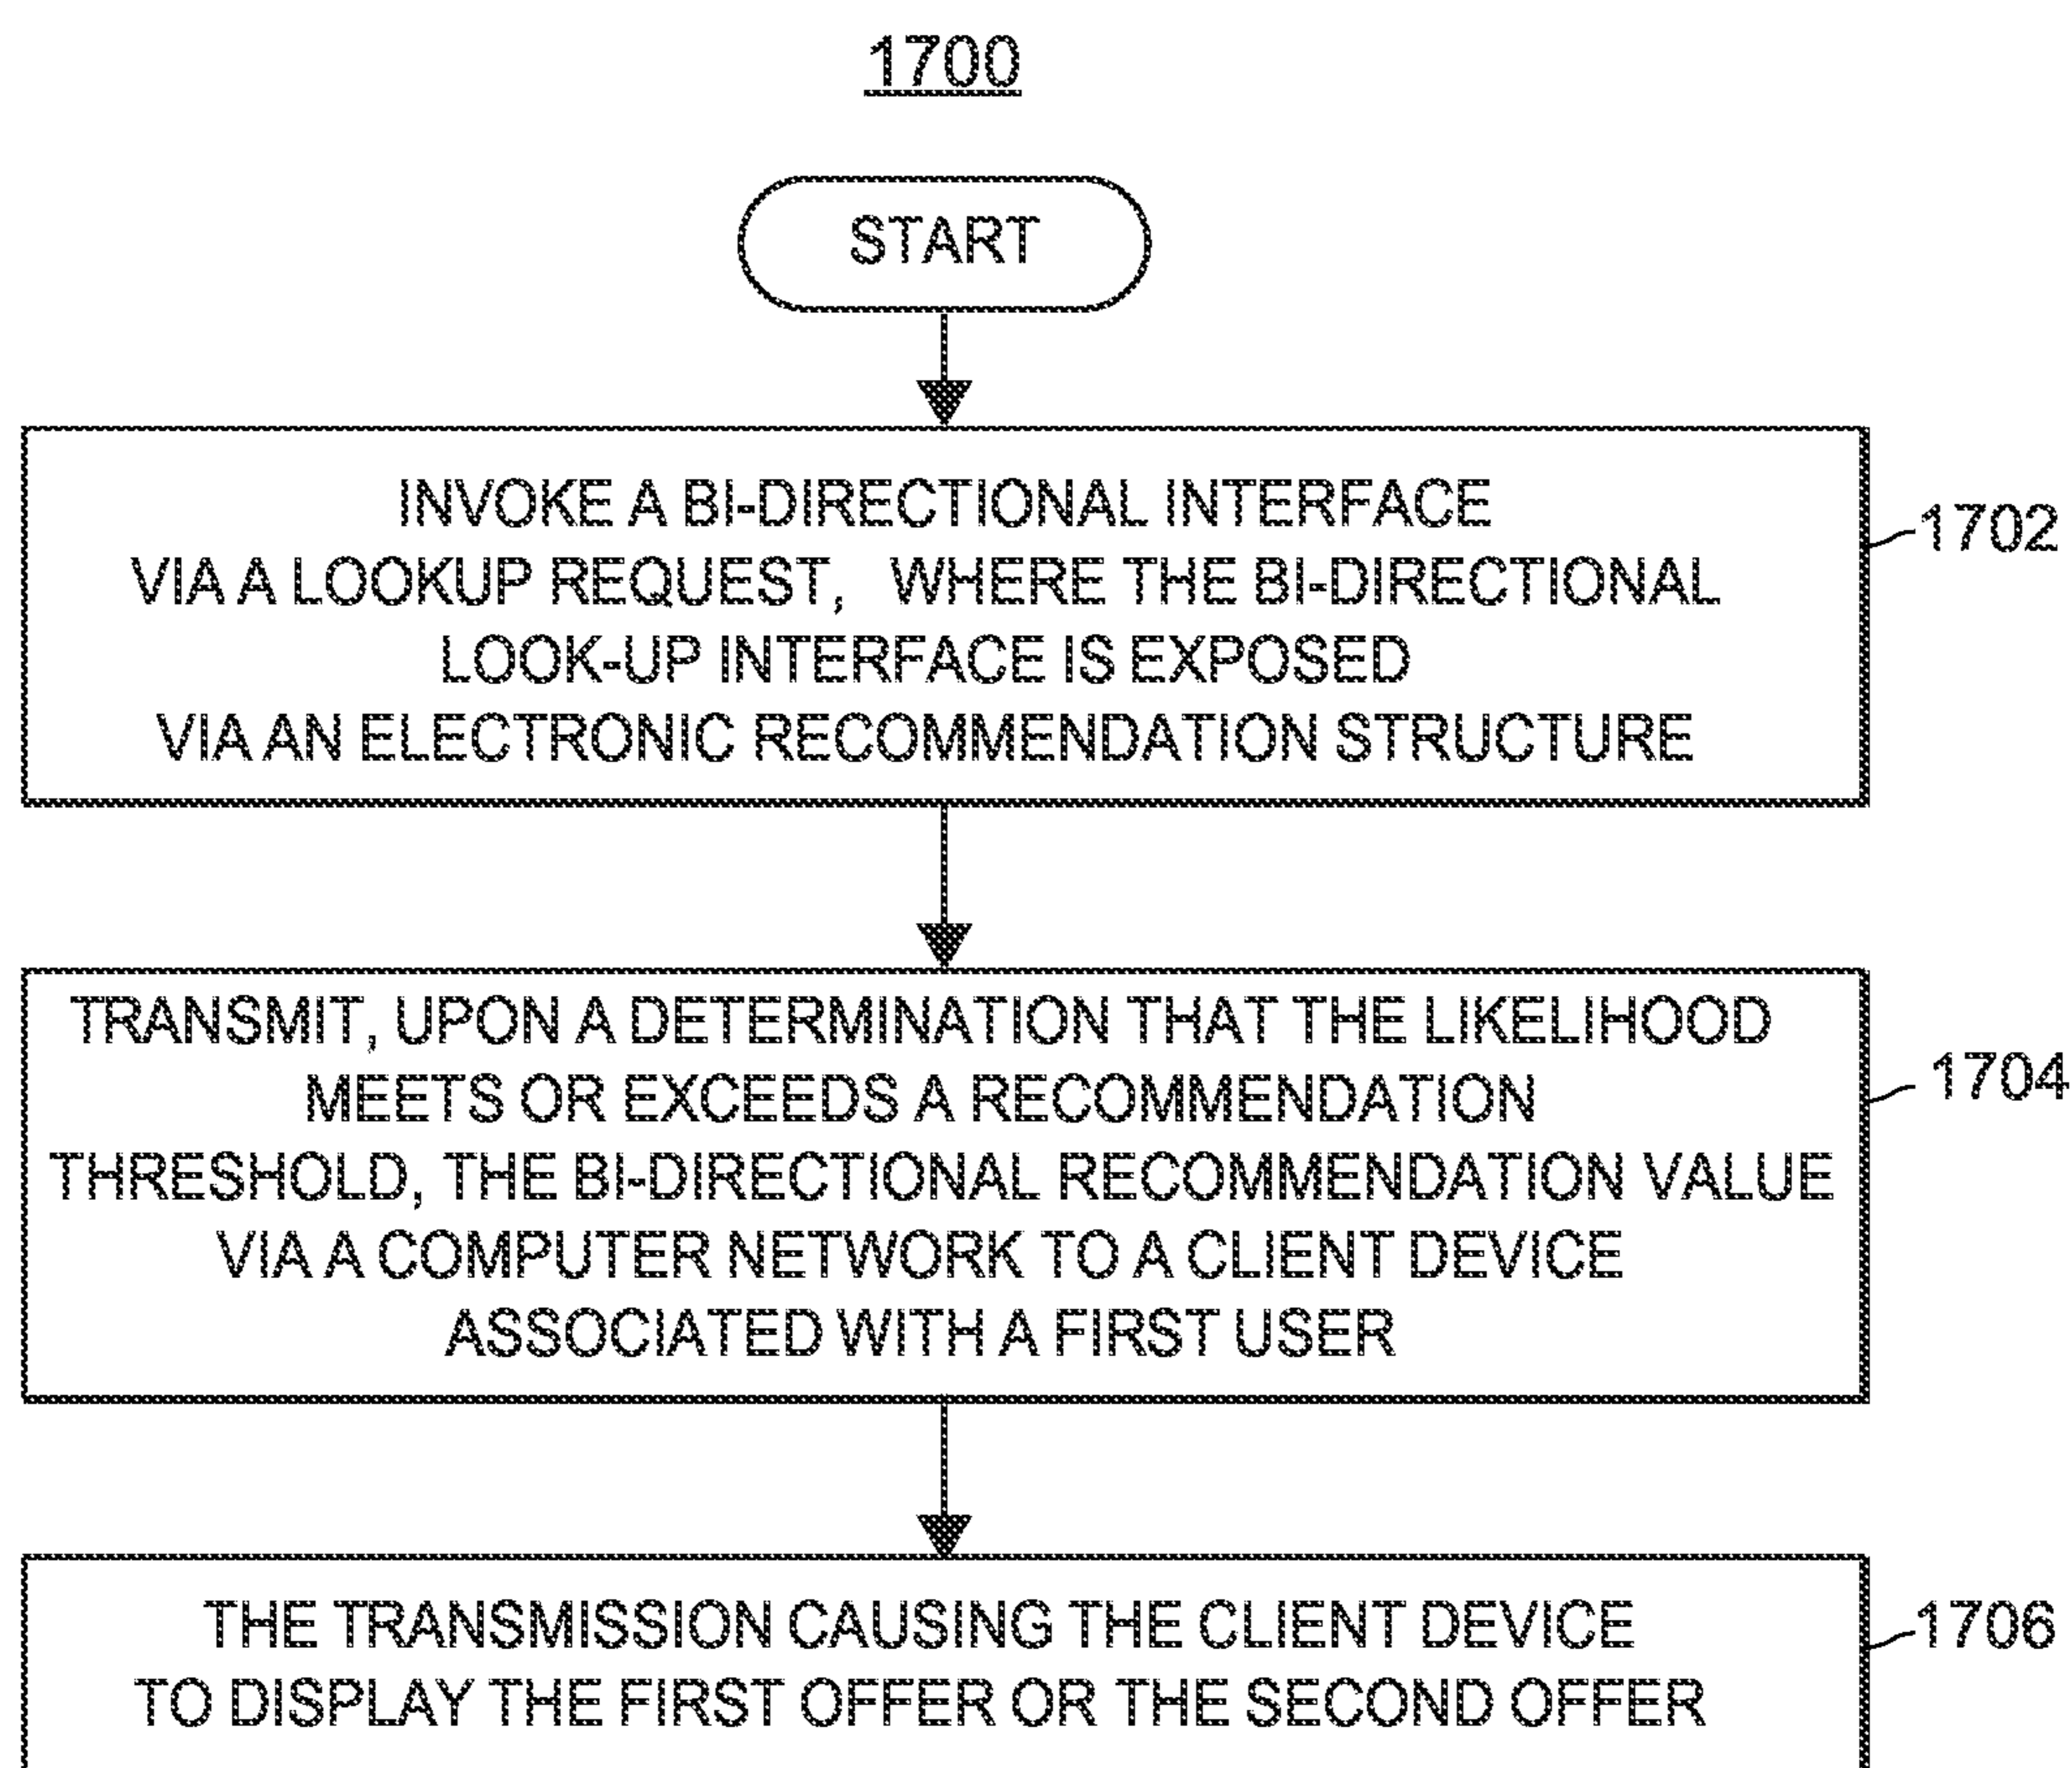 1700
START
INVOKE A BI-DIRECTIONAL INTERFACE
VIA A LOOKUP REQUEST, WHERE THE BI-DIRECTIONAL
LOOK-UP INTERFACE IS EXPOSED
VIA AN ELECTRONIC RECOMMENDATION STRUCTURE
1702
TRANSMIT, UPON A DETERMINATION THAT THE LIKELIHOOD
MEETS OR EXCEEDS A RECOMMENDATION
THRESHOLD, THE BI-DIRECTIONAL RECOMMENDATION VALUE
VIA A COMPUTER NETWORK TO A CLIENT DEVICE
ASSOCIATED WITH A FIRST USER
1704
THE TRANSMISSION CAUSING THE CLIENT DEVICE
TO DISPLAY THE FIRST OFFER OR THE SECOND OFFER
1706